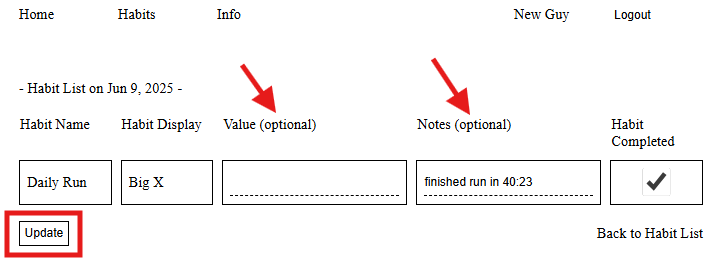 Home Habits Info New Guy Logout
- Habit List on Jun 9, 2025 -
Habit Name Habit Display Value (optional) Notes (optional) Habit Completed
Daily Run Big X finished run in 40:23
Update Back to Habit List